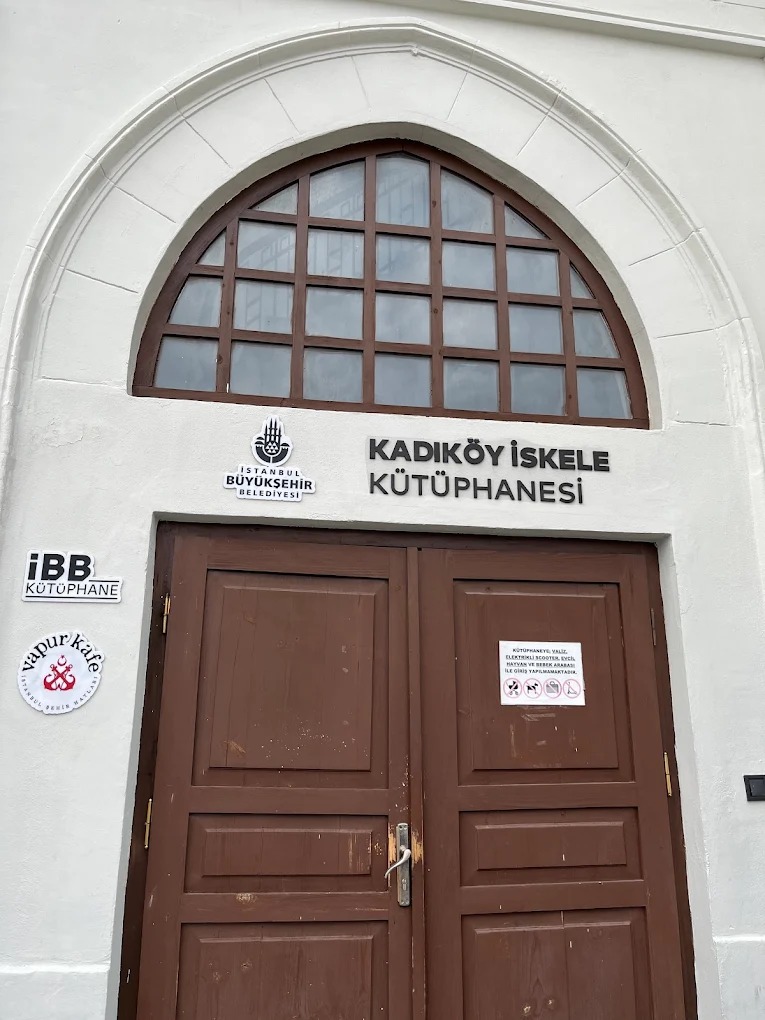 İSTANBUL
BÜYÜKŞEHİR
BELEDİYESİ
KADIKÖY İSKELE
KÜTÜPHANESİ
iBB
KÜTÜPHANE
vapur kafe
İSTANBUL ŞEHİR HATLARI
KÜTÜPHANEYE; VALİZ,
ELEKTRİKLİ SCOOTER, EVCİL
HAYVAN VE BEBEK ARABASI
İLE GİRİŞ YAPILMAMAKTADIR.